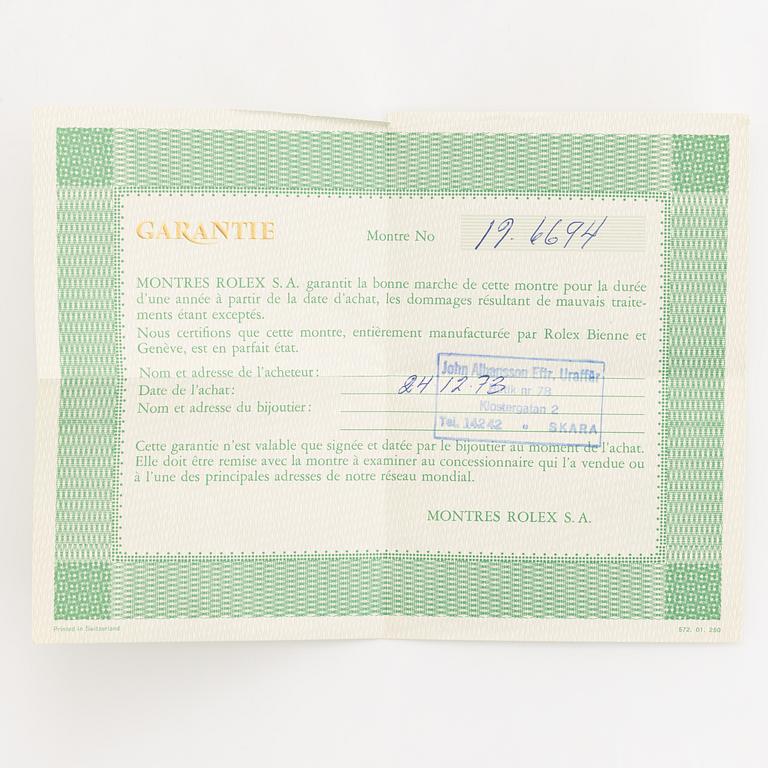 GARANTIE
Montre No 19.6694
MONTRES ROLEX S.A. garantit la bonne marche de cette montre pour la durée
d'une année à partir de la date d'achat, les dommages résultant de mauvais traite-
ments étant exceptés.
Nous certifions que cette montre, entièrement manufacturée par Rolex Bienne et
Genève, est en parfait état.
Nom et adresse de l'acheteur:
John Albansson Eftr. Uraffär
Date de l'achat: 24 12.73
nr 78
Nom et adresse du bijoutier:
Klostergatan 2
Tel. 14242 " SKARA
Cette garantie n'est valable que signée et datée par le bijoutier au moment de l'achat.
Elle doit être remise avec la montre à examiner au concessionnaire qui l'a vendue ou
à l'une des principales adresses de notre réseau mondial.
MONTRES ROLEX S.A.
Printed in Switzerland
572. 01. 250